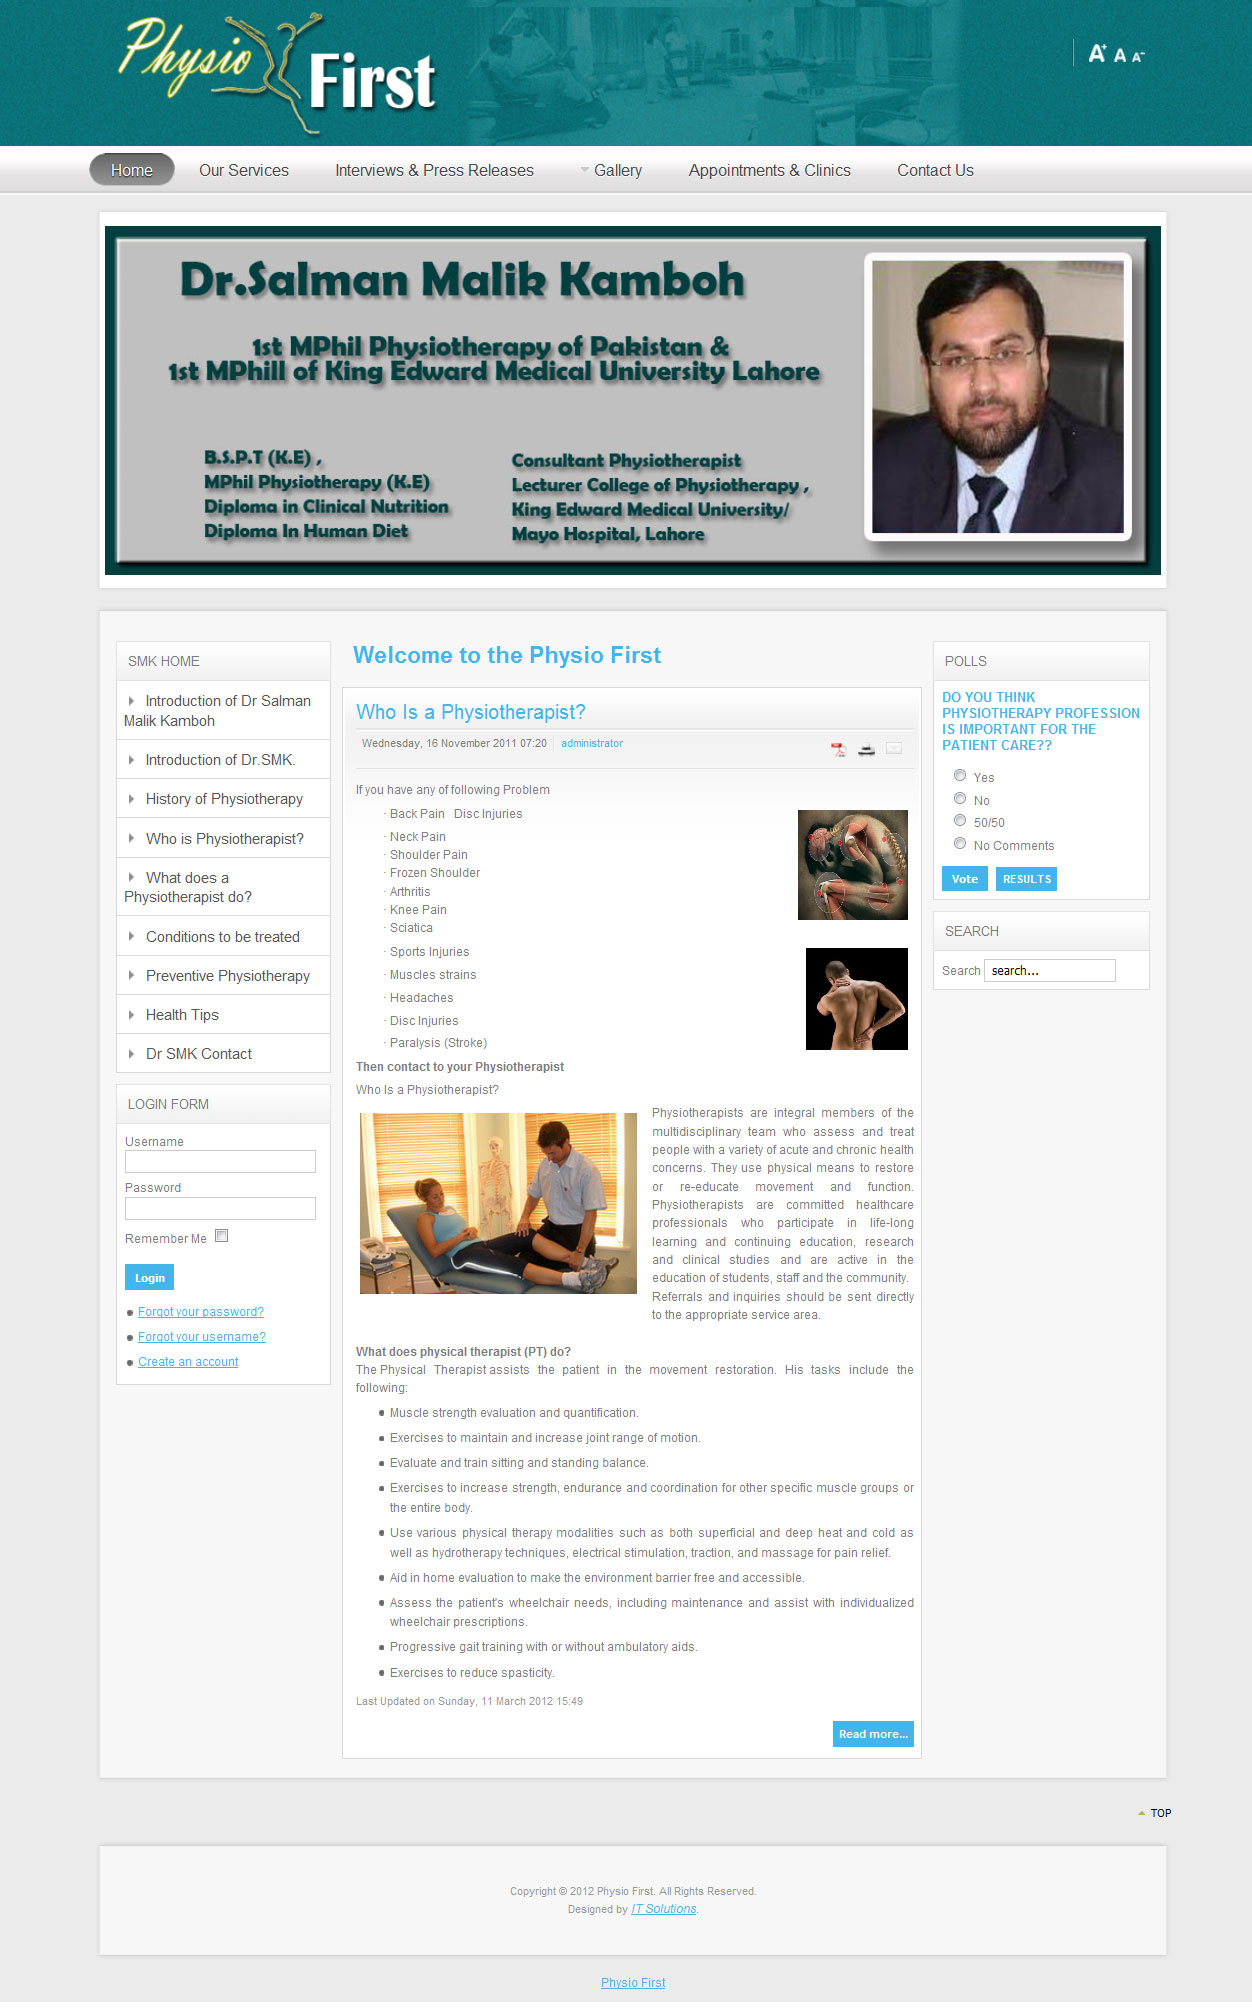 Physio First
A+ A A-
Home Our Services Interviews & Press Releases Gallery Appointments & Clinics Contact Us
Dr.Salman Malik Kamboh
1st MPhil Physiotherapy of Pakistan &
1st MPhill of King Edward Medical University Lahore
B.S.P.T (K.E) ,
MPhil Physiotherapy (K.E)
Diploma in Clinical Nutrition
Diploma In Human Diet
Consultant Physiotherapist
Lecturer College of Physiotherapy ,
King Edward Medical University/
Mayo Hospital, Lahore
SMK HOME
Introduction of Dr Salman
Malik Kamboh
Introduction of Dr.SMK.
History of Physiotherapy
Who is Physiotherapist?
What does a
Physiotherapist do?
Conditions to be treated
Preventive Physiotherapy
Health Tips
Dr SMK Contact
LOGIN FORM
Username
Password
Remember Me
Login
Forgot your password?
Forgot your username?
Create an account
Welcome to the Physio First
Who Is a Physiotherapist?
Wednesday, 16 November 2011 07:20 administrator
If you have any of following Problem
· Back Pain Disc Injuries
· Neck Pain
· Shoulder Pain
· Frozen Shoulder
· Arthritis
· Knee Pain
· Sciatica
· Sports Injuries
· Muscles strains
· Headaches
· Disc Injuries
· Paralysis (Stroke)
Then contact to your Physiotherapist
Who Is a Physiotherapist?
Physiotherapists are integral members of the
multidisciplinary team who assess and treat
people with a variety of acute and chronic health
concerns. They use physical means to restore
or re-educate movement and function.
Physiotherapists are committed healthcare
professionals who participate in life-long
learning and continuing education, research
and clinical studies and are active in the
education of students, staff and the community.
Referrals and inquiries should be sent directly
to the appropriate service area.
What does physical therapist (PT) do?
The Physical Therapist assists the patient in the movement restoration. His tasks include the
following:
Muscle strength evaluation and quantification.
Exercises to maintain and increase joint range of motion.
Evaluate and train sitting and standing balance.
Exercises to increase strength, endurance and coordination for other specific muscle groups or
the entire body.
Use various physical therapy modalities such as both superficial and deep heat and cold as
well as hydrotherapy techniques, electrical stimulation, traction, and massage for pain relief.
Aid in home evaluation to make the environment barrier free and accessible.
Assess the patient's wheelchair needs, including maintenance and assist with individualized
wheelchair prescriptions.
Progressive gait training with or without ambulatory aids.
Exercises to reduce spasticity.
Last Updated on Sunday, 11 March 2012 15:49
Read more...
POLLS
DO YOU THINK
PHYSIOTHERAPY PROFESSION
IS IMPORTANT FOR THE
PATIENT CARE??
Yes
No
50/50
No Comments
Vote RESULTS
SEARCH
Search search...
TOP
Copyright © 2012 Physio First. All Rights Reserved.
Designed by IT Solutions.
Physio First